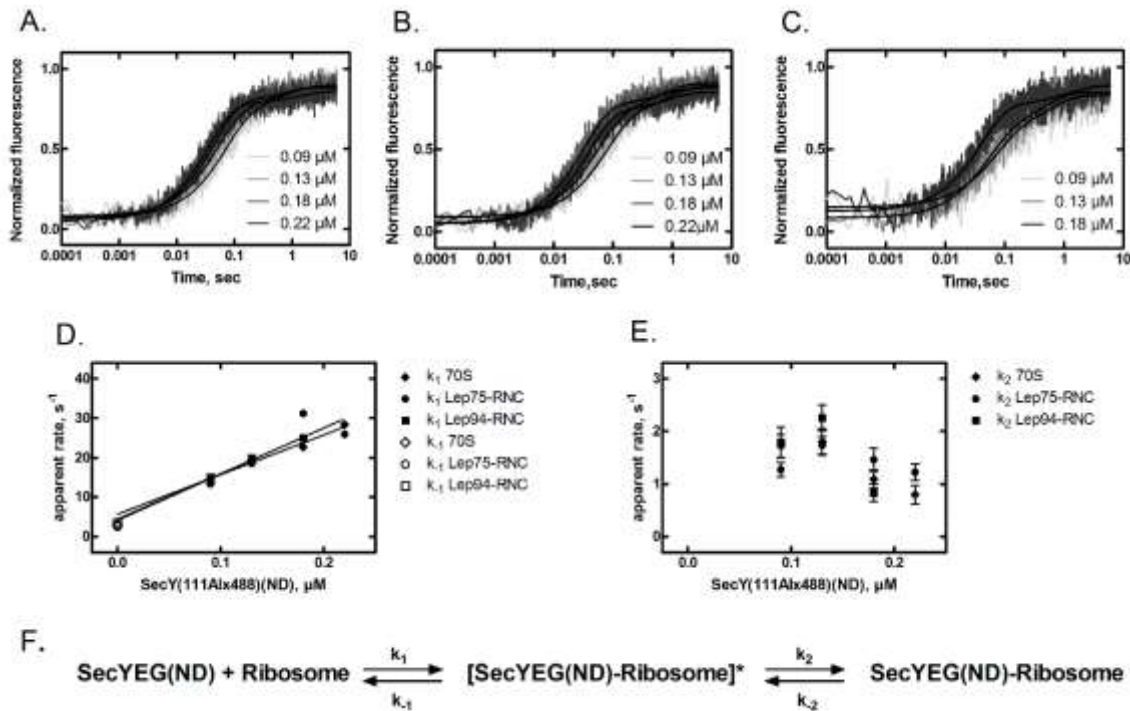 A.
Normalized fluorescence
1.0
0.5
0.0
0.0001 0.001 0.01 0.1 1 10
Time, sec
0.09 µM
0.13 µM
0.18 µM
0.22 µM
B.
Normalized fluorescence
1.0
0.5
0.0
0.0001 0.001 0.01 0.1 1 10
Time, sec
0.09 µM
0.13 µM
0.18 µM
0.22µM
C.
Normalized fluorescence
1.0
0.5
0.0
0.0001 0.001 0.01 0.1 1 10
Time,sec
0.09 µM
0.13 µM
0.18 µM
D.
apparent rate, s⁻¹
40
30
20
10
0
0.0 0.1 0.2
SecY(111Alx488)(ND), µM
k₁ 70S
k₁ Lep75-RNC
k₁ Lep94-RNC
k₋₁ 70S
k₋₁ Lep75-RNC
k₋₁ Lep94-RNC
E.
apparent rate, s⁻¹
3
2
1
0
0.0 0.1 0.2
SecY(111Alx488)(ND), µM
k₂ 70S
k₂ Lep75-RNC
k₂ Lep94-RNC
F.
SecYEG(ND) + Ribosome k₁ k₋₁ [SecYEG(ND)-Ribosome]* k₂ k₋₂ SecYEG(ND)-Ribosome